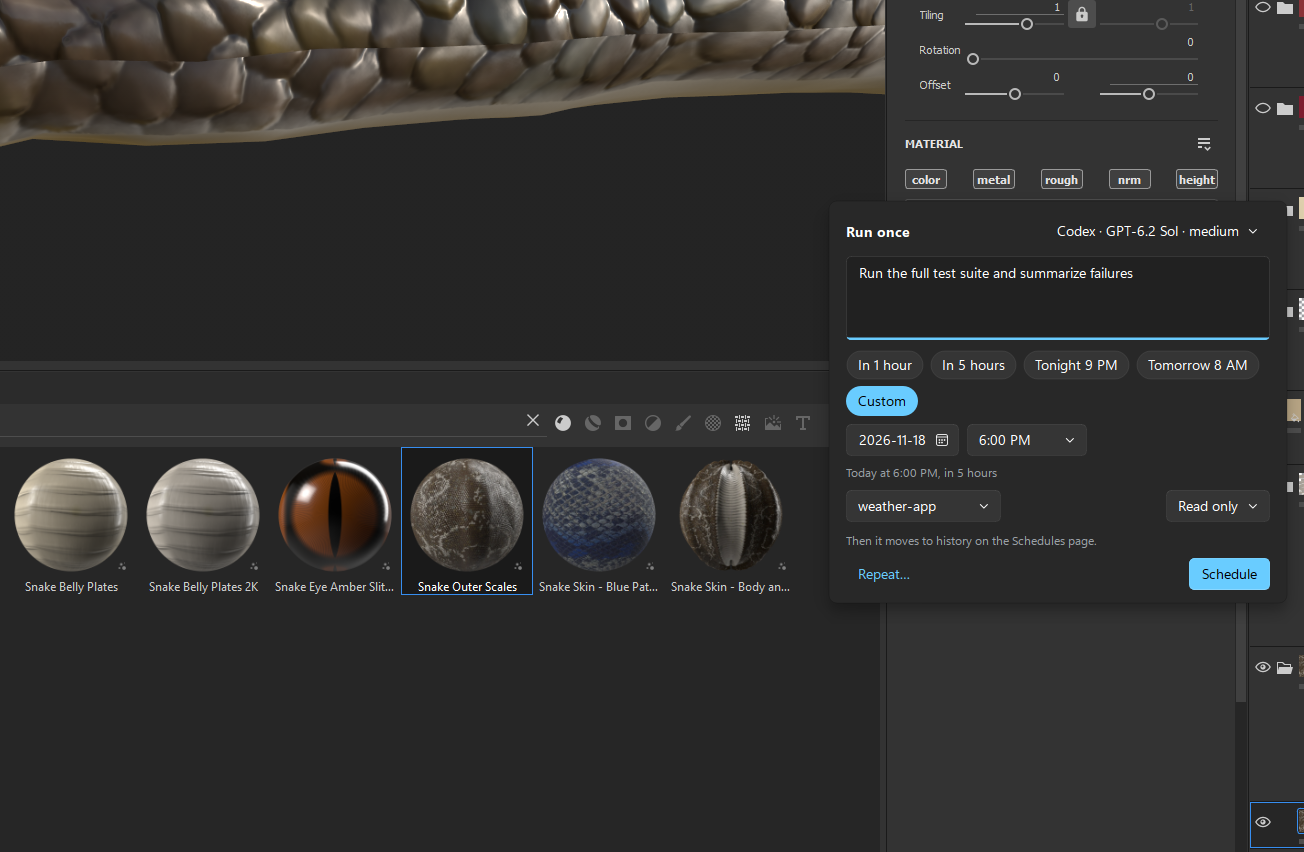 Tiling
1
1
Rotation
0
Offset
0
0
MATERIAL
color
metal
rough
nrm
height
Run once
Codex · GPT-6.2 Sol · medium
Run the full test suite and summarize failures
In 1 hour
In 5 hours
Tonight 9 PM
Tomorrow 8 AM
Custom
2026-11-18
6:00 PM
Today at 6:00 PM, in 5 hours
weather-app
Read only
Then it moves to history on the Schedules page.
Repeat...
Schedule
Snake Belly Plates
Snake Belly Plates 2K
Snake Eye Amber Slit...
Snake Outer Scales
Snake Skin - Blue Pat...
Snake Skin - Body an...